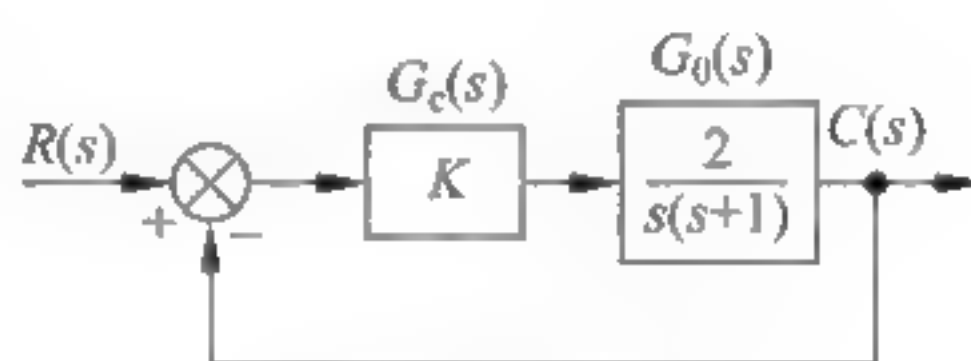 R(s)
+
−
G_c(s)
K
G_0(s)
2
s(s+1)
C(s)